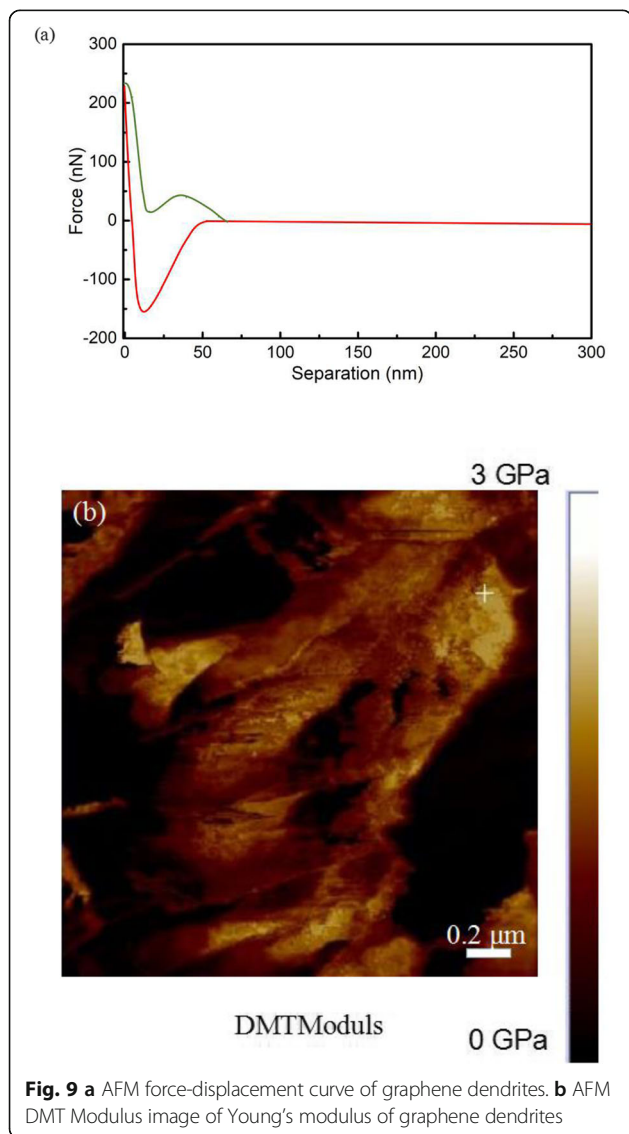 (a)
300
200
100
0
-100
-200
Force (nN)
0 50 100 150 200 250 300
Separation (nm)
3 GPa
(b)
0.2 μm
DMTModuls
0 GPa
Fig. 9 a AFM force-displacement curve of graphene dendrites. b AFM
DMT Modulus image of Young's modulus of graphene dendrites